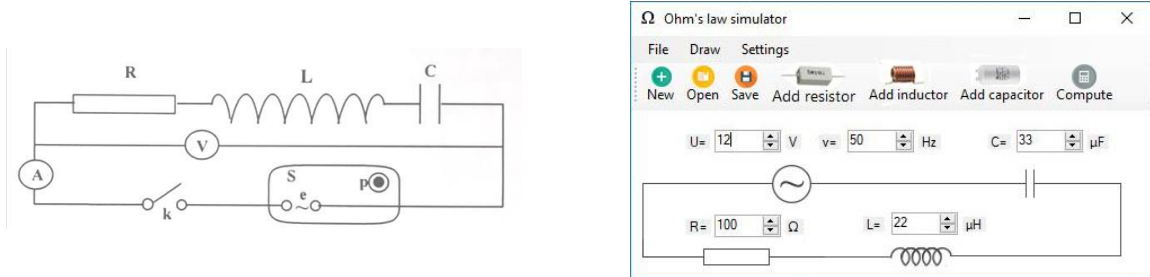 R L C
V
A
S
p
e
k
Ω Ohm's law simulator
File Draw Settings
New Open Save Add resistor Add inductor Add capacitor Compute
U= 12 V v= 50 Hz C= 33 µF
R= 100 Ω L= 22 µH